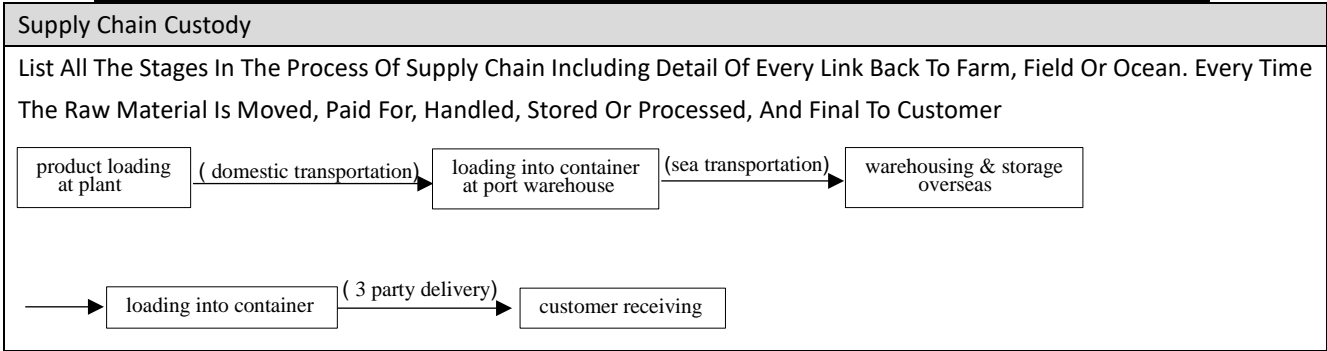 Supply Chain Custody
List All The Stages In The Process Of Supply Chain Including Detail Of Every Link Back To Farm, Field Or Ocean. Every Time
The Raw Material Is Moved, Paid For, Handled, Stored Or Processed, And Final To Customer
product loading
at plant
( domestic transportation)
loading into container
at port warehouse
(sea transportation)
warehousing & storage
overseas
loading into container
( 3 party delivery)
customer receiving